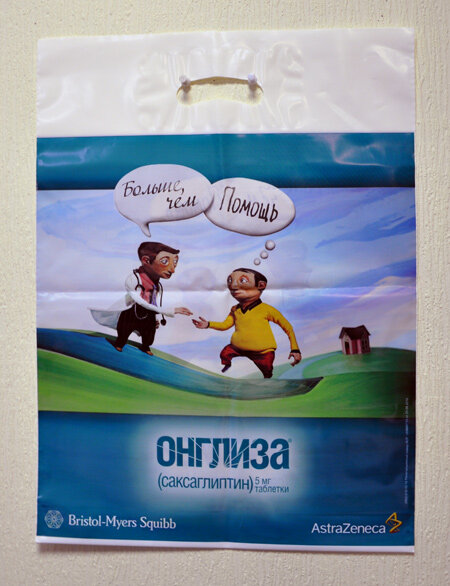 Больше,
чем
Помощь
ОНГЛИЗА®
(саксаглиптин) 5 мг
таблетки
Bristol-Myers Squibb
AstraZeneca